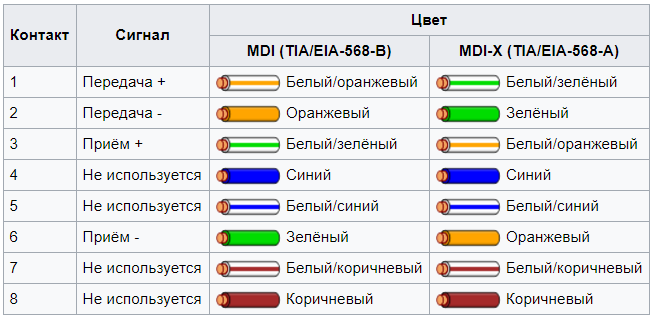 Контакт Сигнал Цвет
MDI (TIA/EIA-568-B) MDI-X (TIA/EIA-568-A)
1 Передача + Белый/оранжевый Белый/зелёный
2 Передача - Оранжевый Зелёный
3 Приём + Белый/зелёный Белый/оранжевый
4 Не используется Синий Синий
5 Не используется Белый/синий Белый/синий
6 Приём - Зелёный Оранжевый
7 Не используется Белый/коричневый Белый/коричневый
8 Не используется Коричневый Коричневый